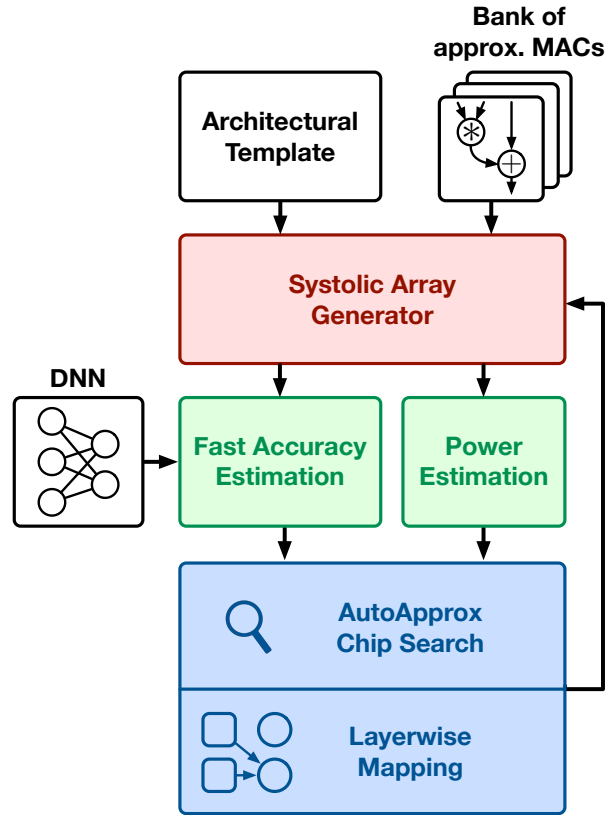 Bank of
approx. MACs
Architectural
Template
Systolic Array
Generator
DNN
Fast Accuracy
Estimation
Power
Estimation
AutoApprox
Chip Search
Layerwise
Mapping